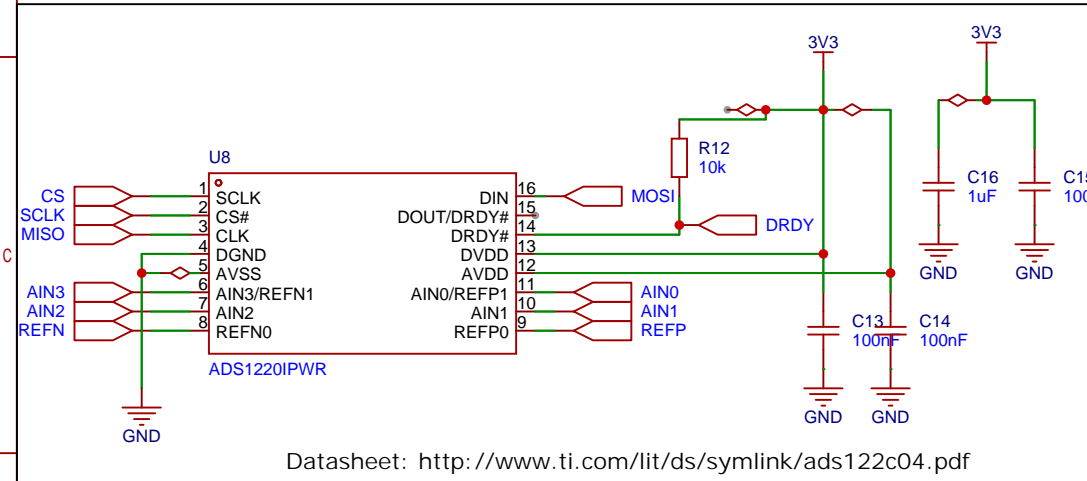 3V3
3V3
R12
10k
C16
1uF
C15
100
U8
CS
SCLK
MISO
1
2
3
4
5
6
7
8
SCLK
CS#
CLK
DGND
AVSS
AIN3/REFN1
AIN2
REFN0
DIN
DOUT/DRDY#
DRDY#
DVDD
AVDD
AIN0/REFP1
AIN1
REFP0
16
15
14
13
12
11
10
9
MOSI
DRDY
C
AIN3
AIN2
REFN
AIN0
AIN1
REFP
GND
GND
C13
100nF
C14
100nF
ADS1220IPWR
GND
GND
GND
Datasheet: http://www.ti.com/lit/ds/symlink/ads122c04.pdf